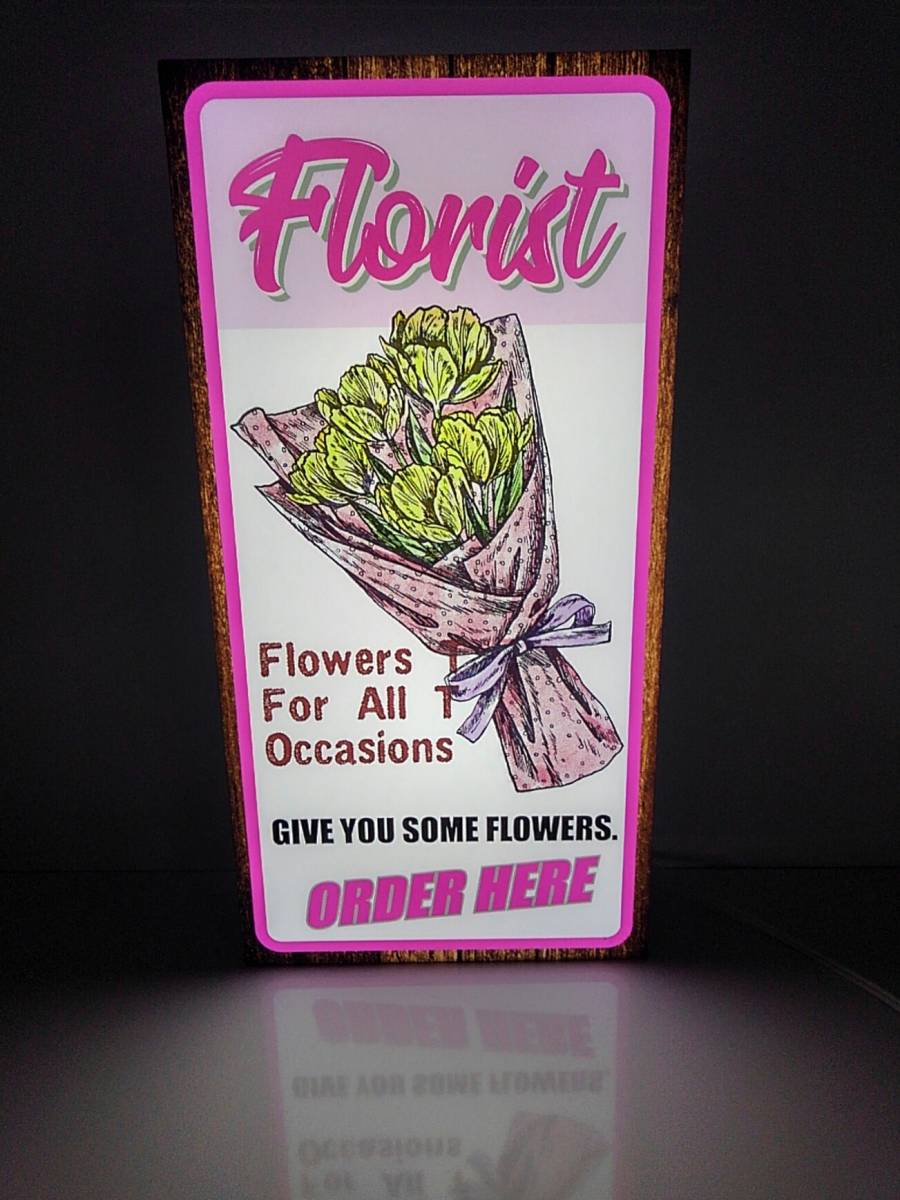 Florist
Flowers T
For All T
Occasions
GIVE YOU SOME FLOWERS.
ORDER HERE